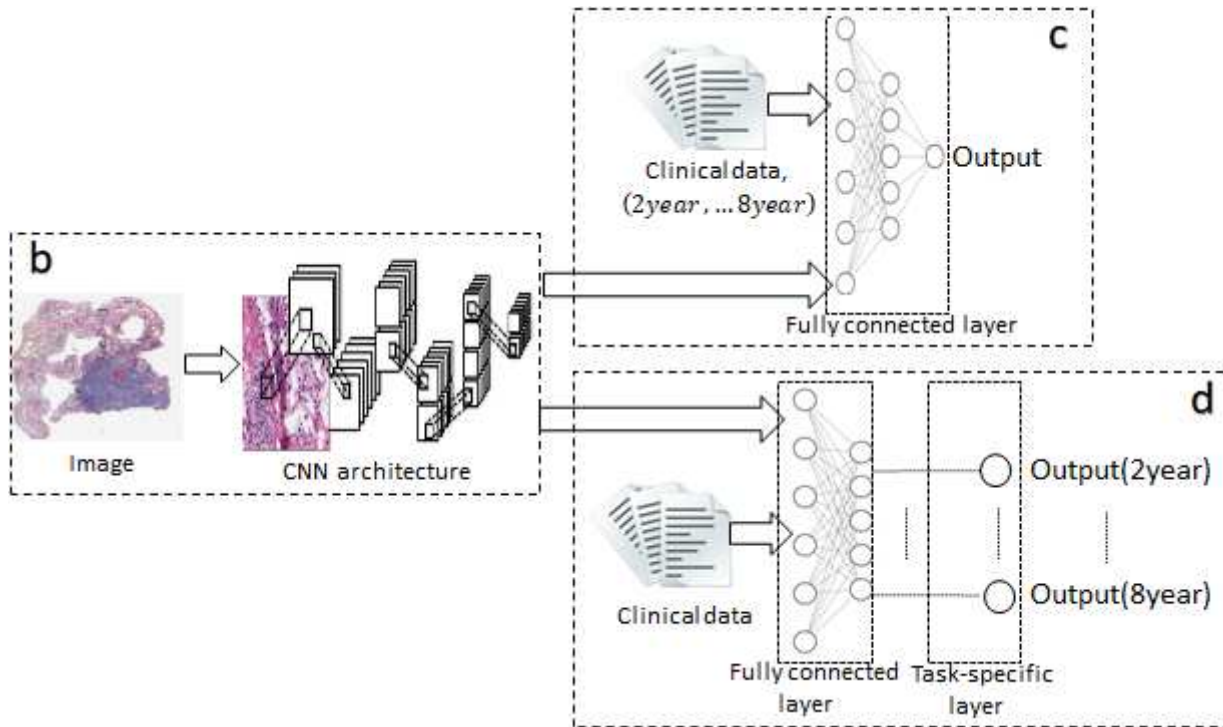 b
Image
CNN architecture
c
Clinical data,
(2year , ... 8year)
Output
Fully connected layer
d
Clinical data
Output(2year)
Output(8year)
Fully connected
layer
Task-specific
layer